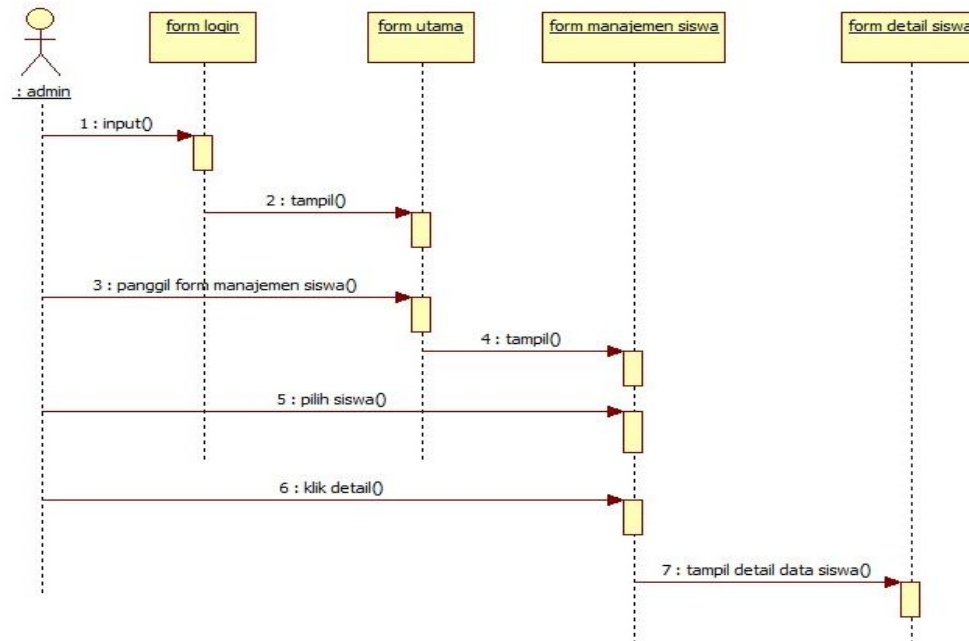 form login
form utama
form manajemen siswa
form detail siswa
: admin
1 : input()
2 : tampil()
3 : panggil form manajemen siswa()
4 : tampil()
5 : pilih siswa()
6 : klik detail()
7 : tampil detail data siswa()